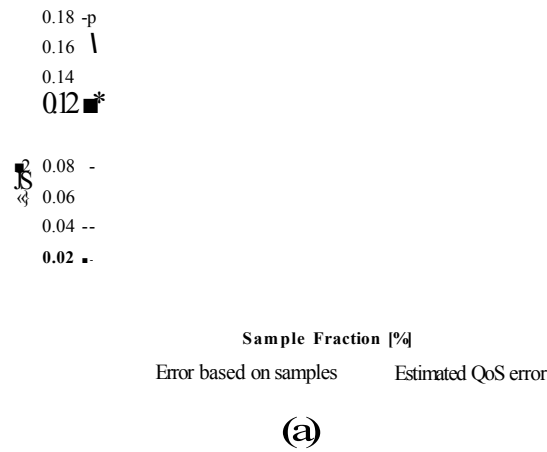 0.18 -p
0.16 \
0.14
0.12 ■*
0.08 -
0.06
0.04 --
0.02 ■-
Sample Fraction [%]
Error based on samples Estimated QoS error
(a)